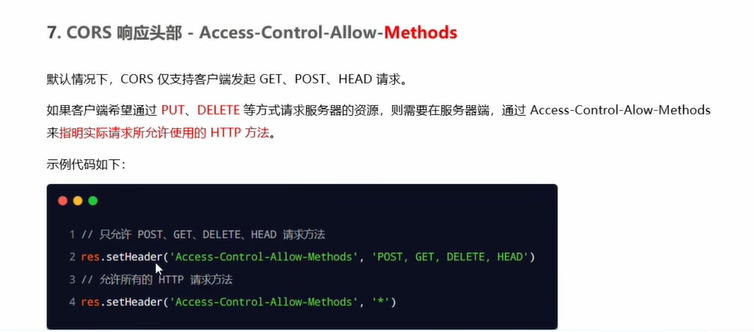 7. CORS 响应头部 - Access-Control-Allow-Methods
默认情况下，CORS 仅支持客户端发起 GET、POST、HEAD 请求。
如果客户端希望通过 PUT、DELETE 等方式请求服务器的资源，则需要在服务器端，通过 Access-Control-Alow-Methods
来指明实际请求所允许使用的 HTTP 方法。
示例代码如下：
1 // 只允许 POST、GET、DELETE、HEAD 请求方法
2 res.setHeader('Access-Control-Allow-Methods', 'POST, GET, DELETE, HEAD')
3 // 允许所有的 HTTP 请求方法
4 res.setHeader('Access-Control-Allow-Methods', '*')